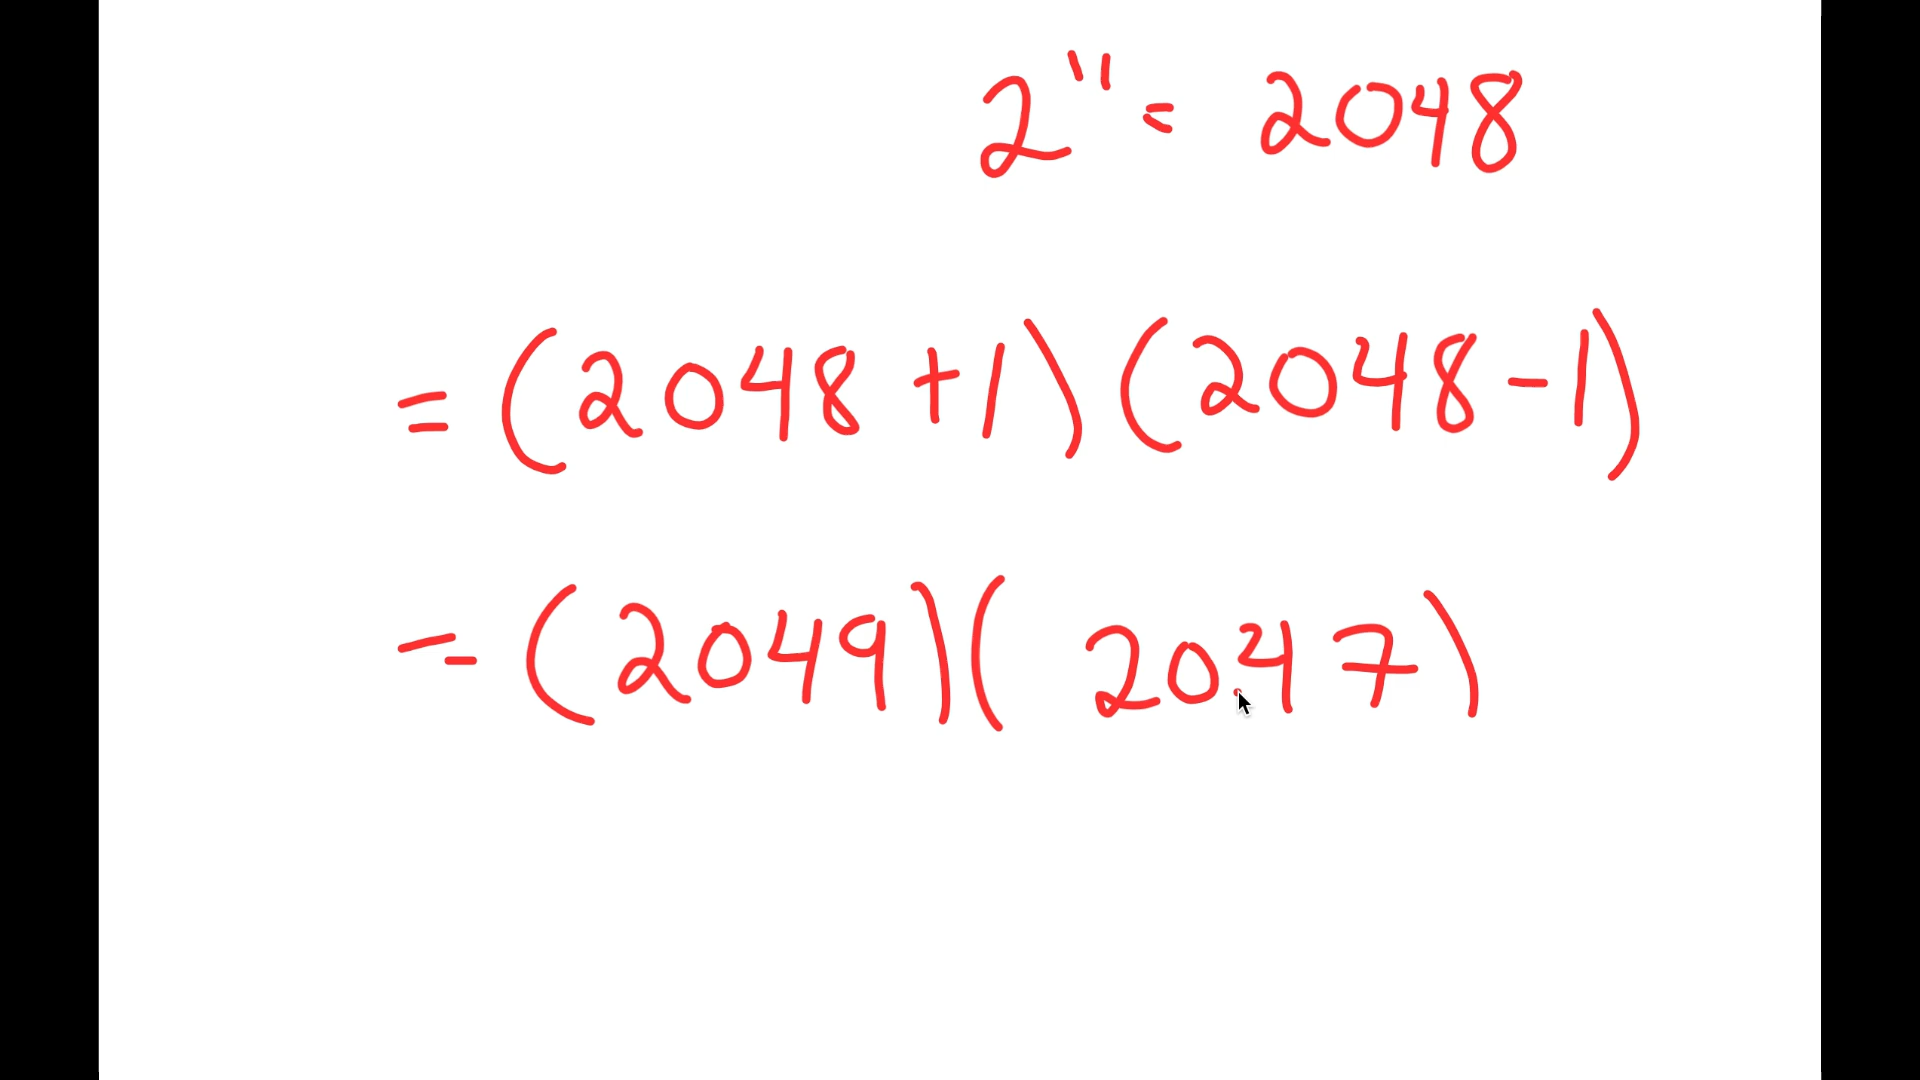 2¹¹ = 2048
= (2048 + 1) (2048 - 1)
= (2049) (2047)